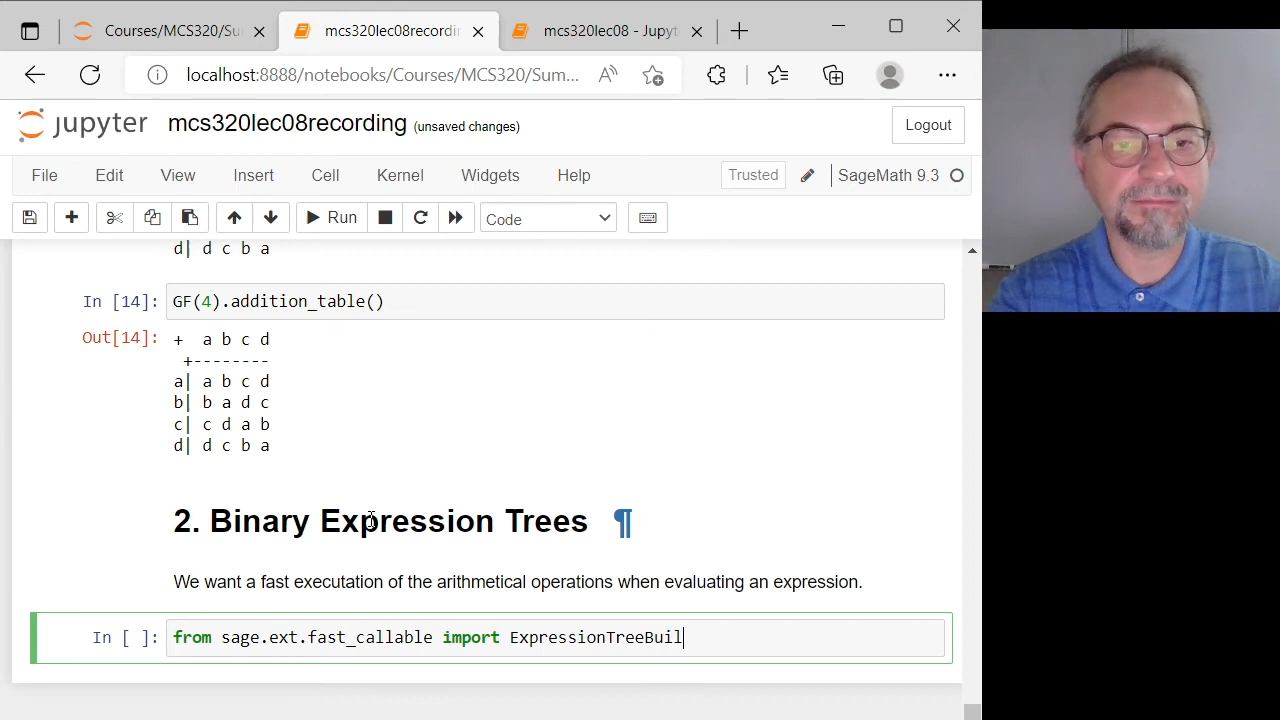 Courses/MCS320/Su
mcs320lec08recordin
mcs320lec08 - Jupyt
localhost:8888/notebooks/Courses/MCS320/Summ...
jupyter mcs320lec08recording (unsaved changes)
Logout
File Edit View Insert Cell Kernel Widgets Help
Trusted SageMath 9.3
Run Code
d| d c b a
In [14]: GF(4).addition_table()
Out[14]: + a b c d
+--------
a| a b c d
b| b a d c
c| c d a b
d| d c b a
2. Binary Expression Trees ¶
We want a fast execution of the arithmetical operations when evaluating an expression.
In [ ]: from sage.ext.fast_callable import ExpressionTreeBuil